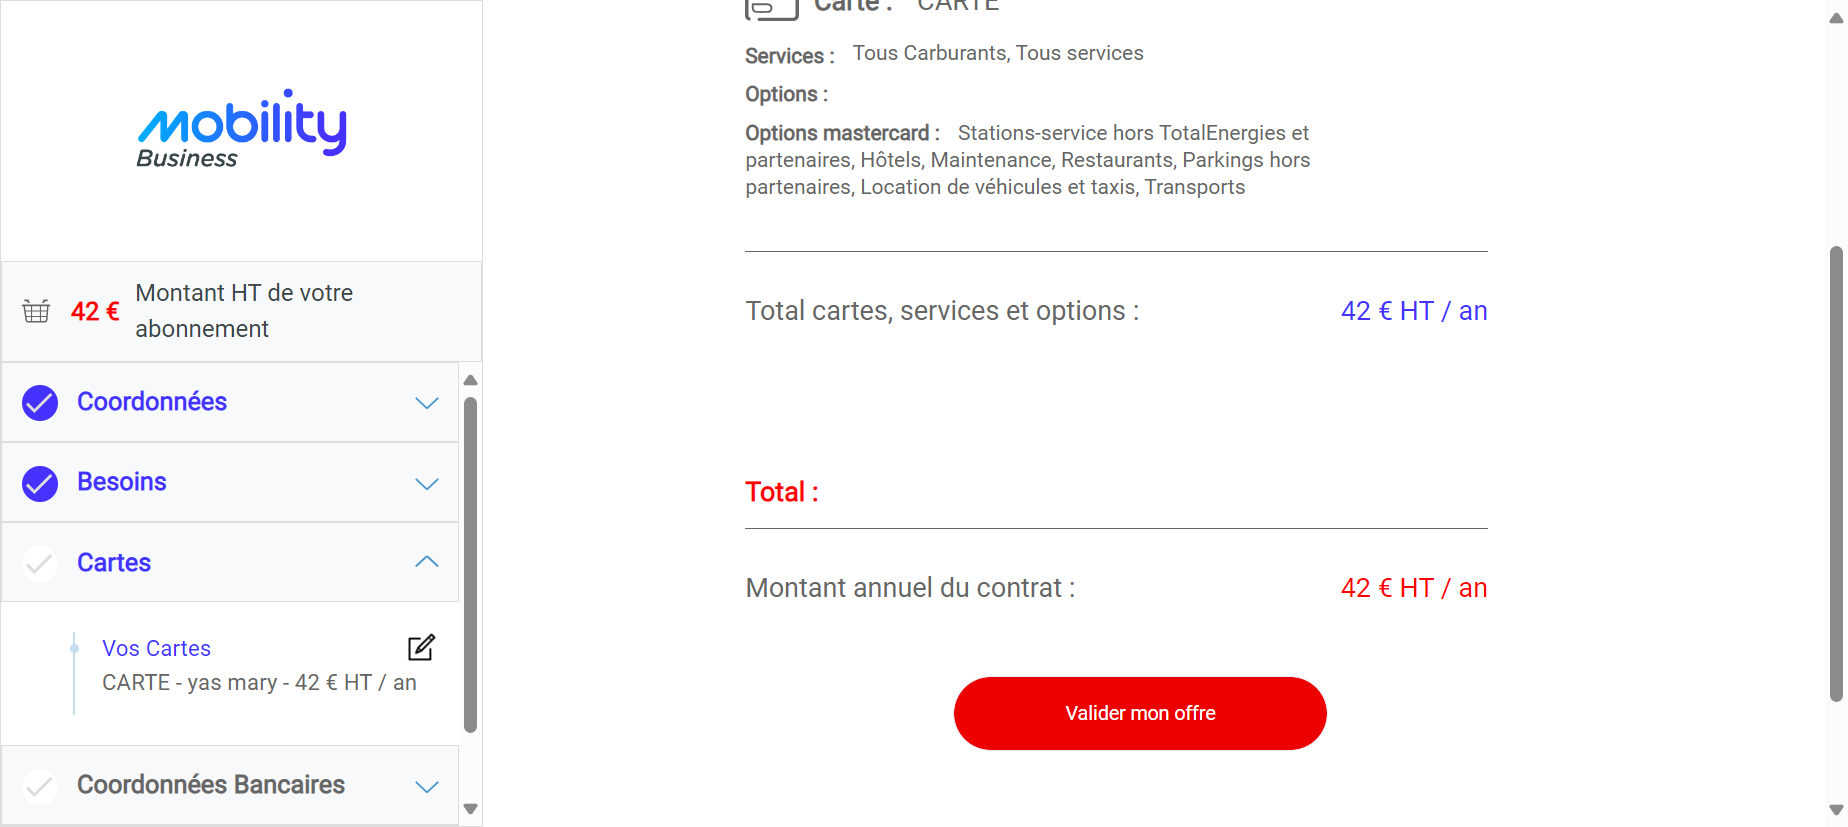 mobility
Business
42 €
Montant HT de votre
abonnement
Coordonnées
Besoins
Cartes
Vos Cartes
CARTE - yas mary - 42 € HT / an
Coordonnées Bancaires
Carte : CARTE
Services : Tous Carburants, Tous services
Options :
Options mastercard : Stations-service hors TotalEnergies et
partenaires, Hôtels, Maintenance, Restaurants, Parkings hors
partenaires, Location de véhicules et taxis, Transports
Total cartes, services et options : 42 € HT / an
Total :
Montant annuel du contrat : 42 € HT / an
Valider mon offre